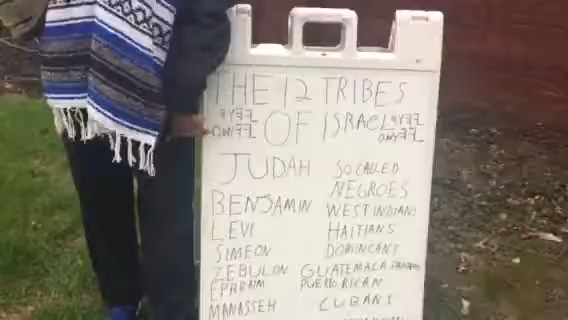 THE 12 TRIBES
OF ISRAEL
JUDAH SO CALLED NEGROES
BENJAMIN WEST INDIANS
LEVI HAITIANS
SIMEON DOMINICANS
ZEBULON GUATEMALA
EPHRAIM PUERTO RICAN
MANASSEH CUBANS